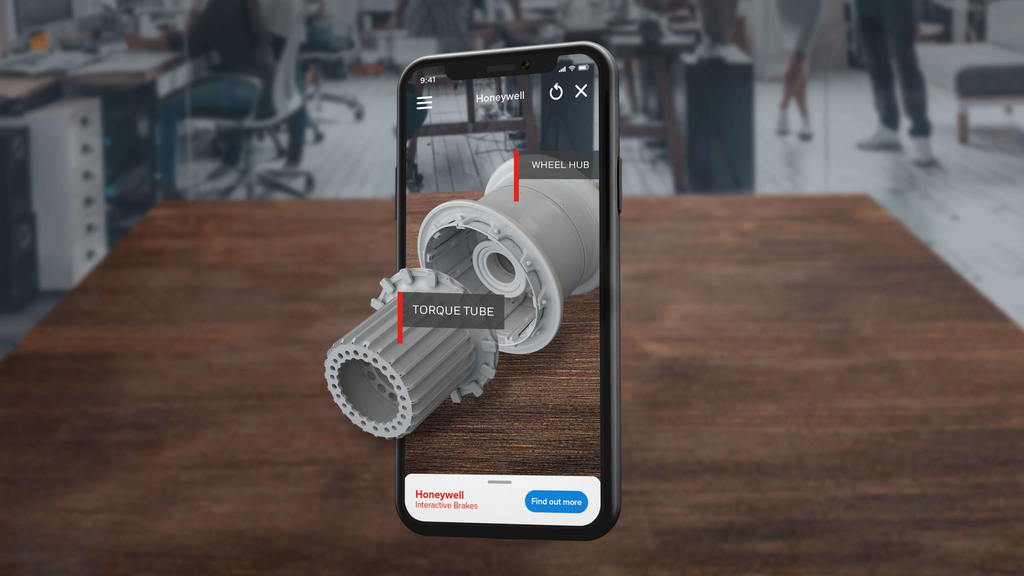 9:41
Honeywell
WHEEL HUB
TORQUE TUBE
Honeywell
Interactive Brakes
Find out more